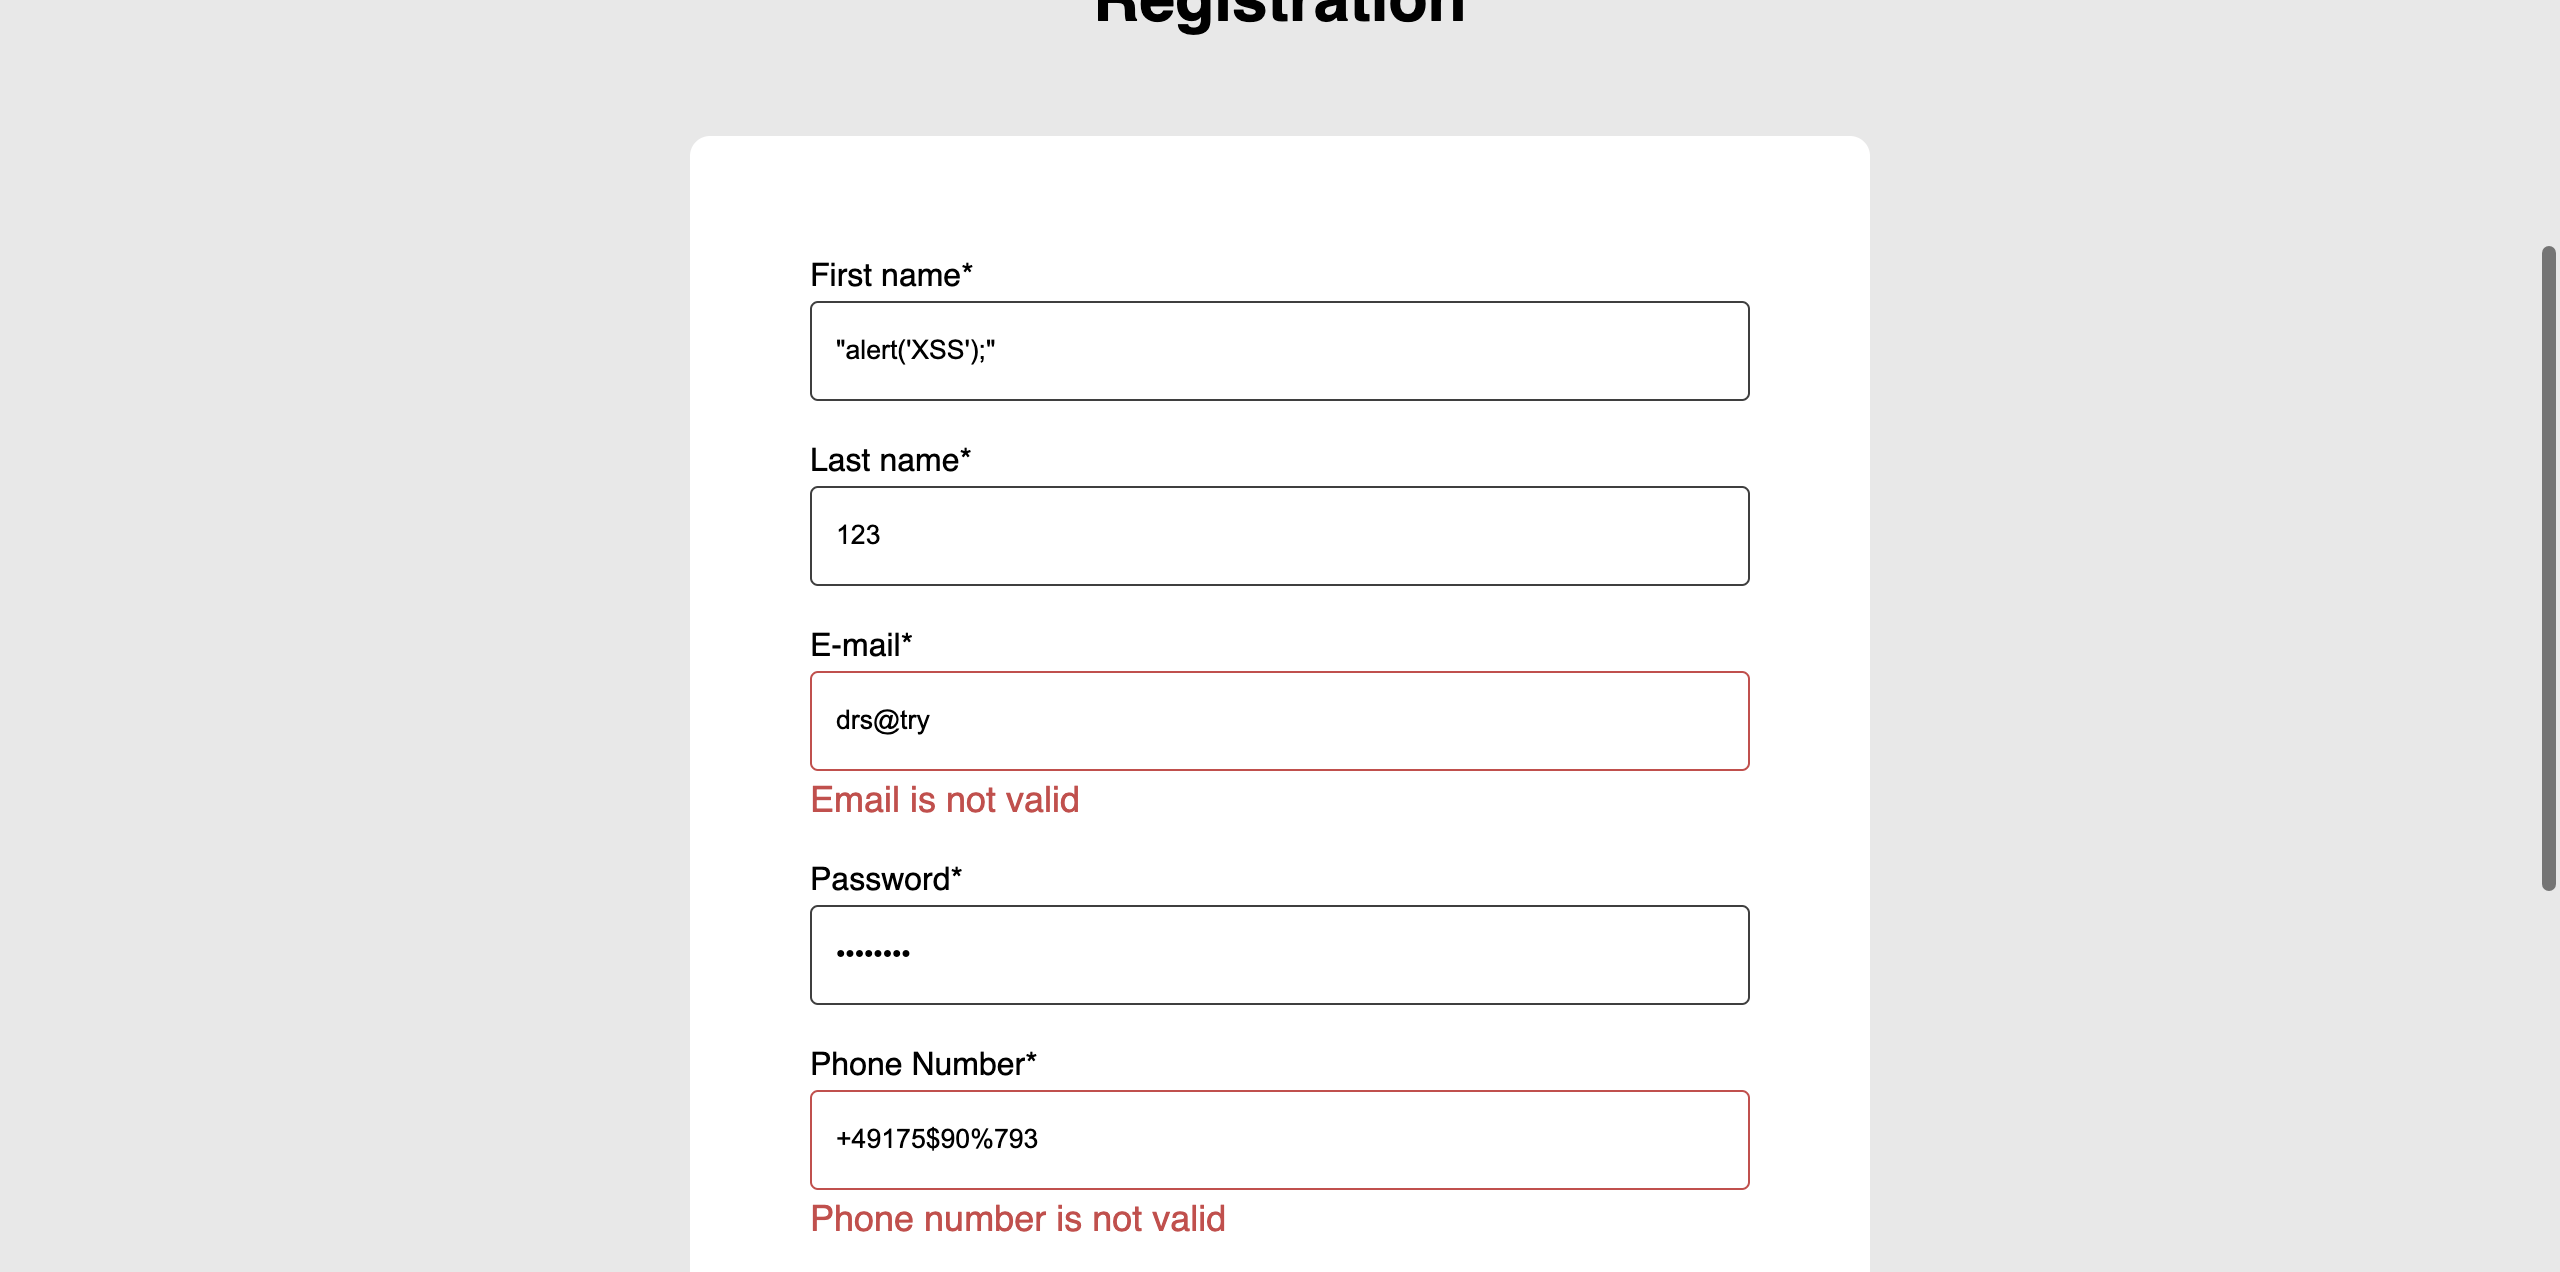 Registration
First name*
"alert('XSS');"
Last name*
123
E-mail*
drs@try
Email is not valid
Password*
••••••••
Phone Number*
+49175$90%793
Phone number is not valid